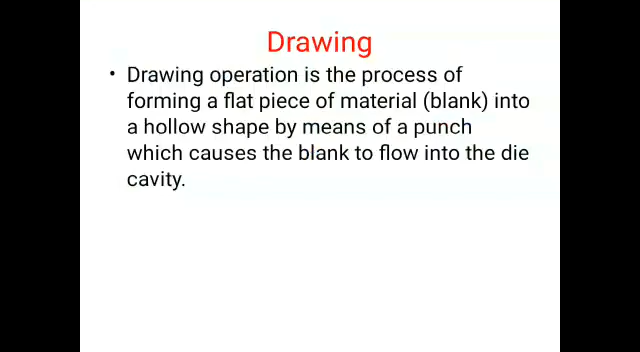 Drawing
• Drawing operation is the process of
forming a flat piece of material (blank) into
a hollow shape by means of a punch
which causes the blank to flow into the die
cavity.